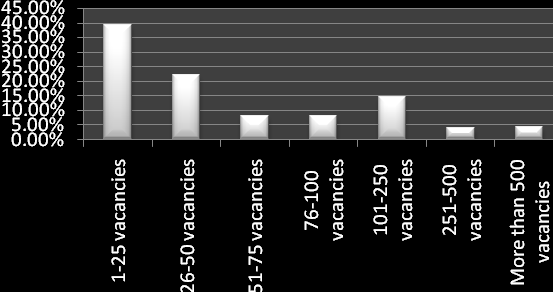 45.00%
40.00%
35.00%
30.00%
25.00%
20.00%
15.00%
10.00%
5.00%
0.00%
1-25 vacancies
26-50 vacancies
51-75 vacancies
76-100
vacancies
101-250
vacancies
251-500
vacancies
More than 500
vacancies